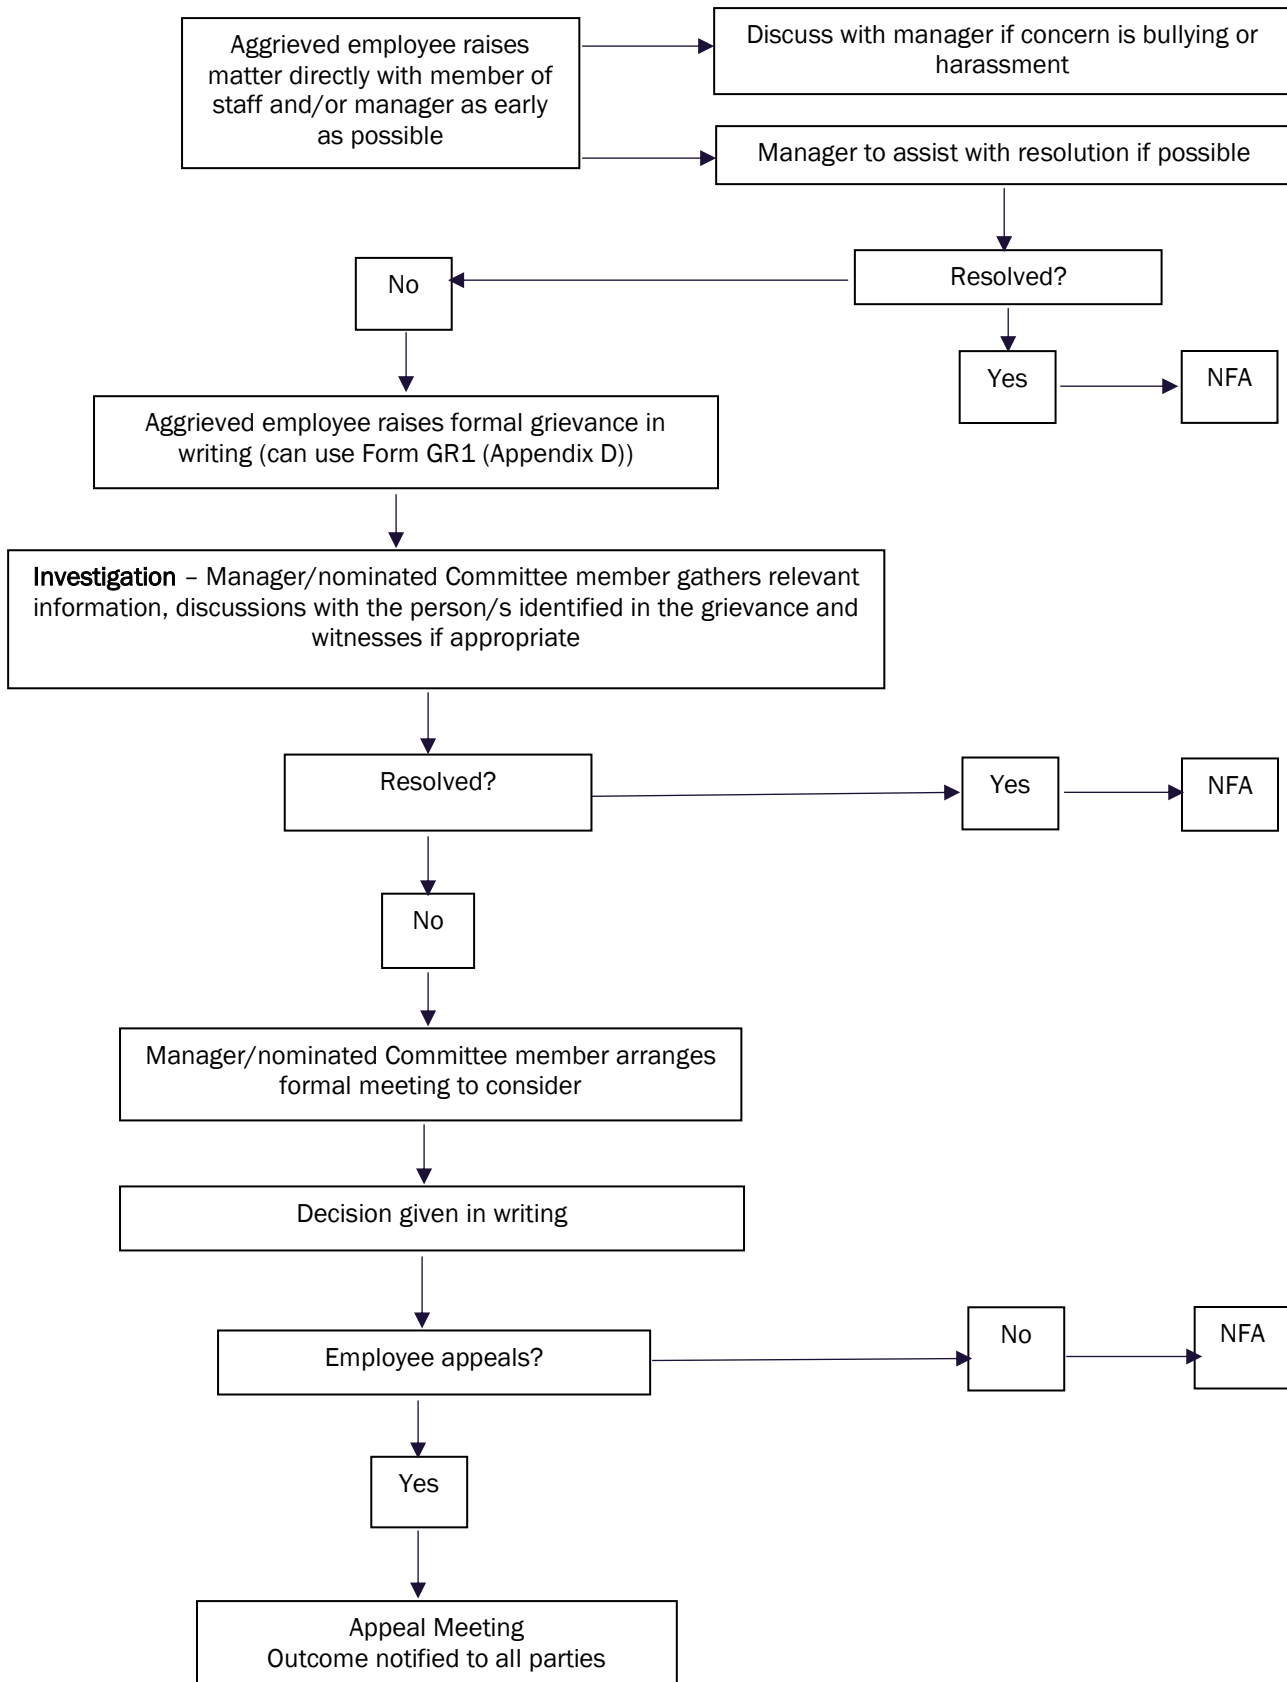 Aggrieved employee raises
matter directly with member of
staff and/or manager as early
as possible
Discuss with manager if concern is bullying or
harassment
Manager to assist with resolution if possible
Resolved?
No
Yes
NFA
Aggrieved employee raises formal grievance in
writing (can use Form GR1 (Appendix D))
Investigation – Manager/nominated Committee member gathers relevant
information, discussions with the person/s identified in the grievance and
witnesses if appropriate
Resolved?
Yes
NFA
No
Manager/nominated Committee member arranges
formal meeting to consider
Decision given in writing
Employee appeals?
No
NFA
Yes
Appeal Meeting
Outcome notified to all parties